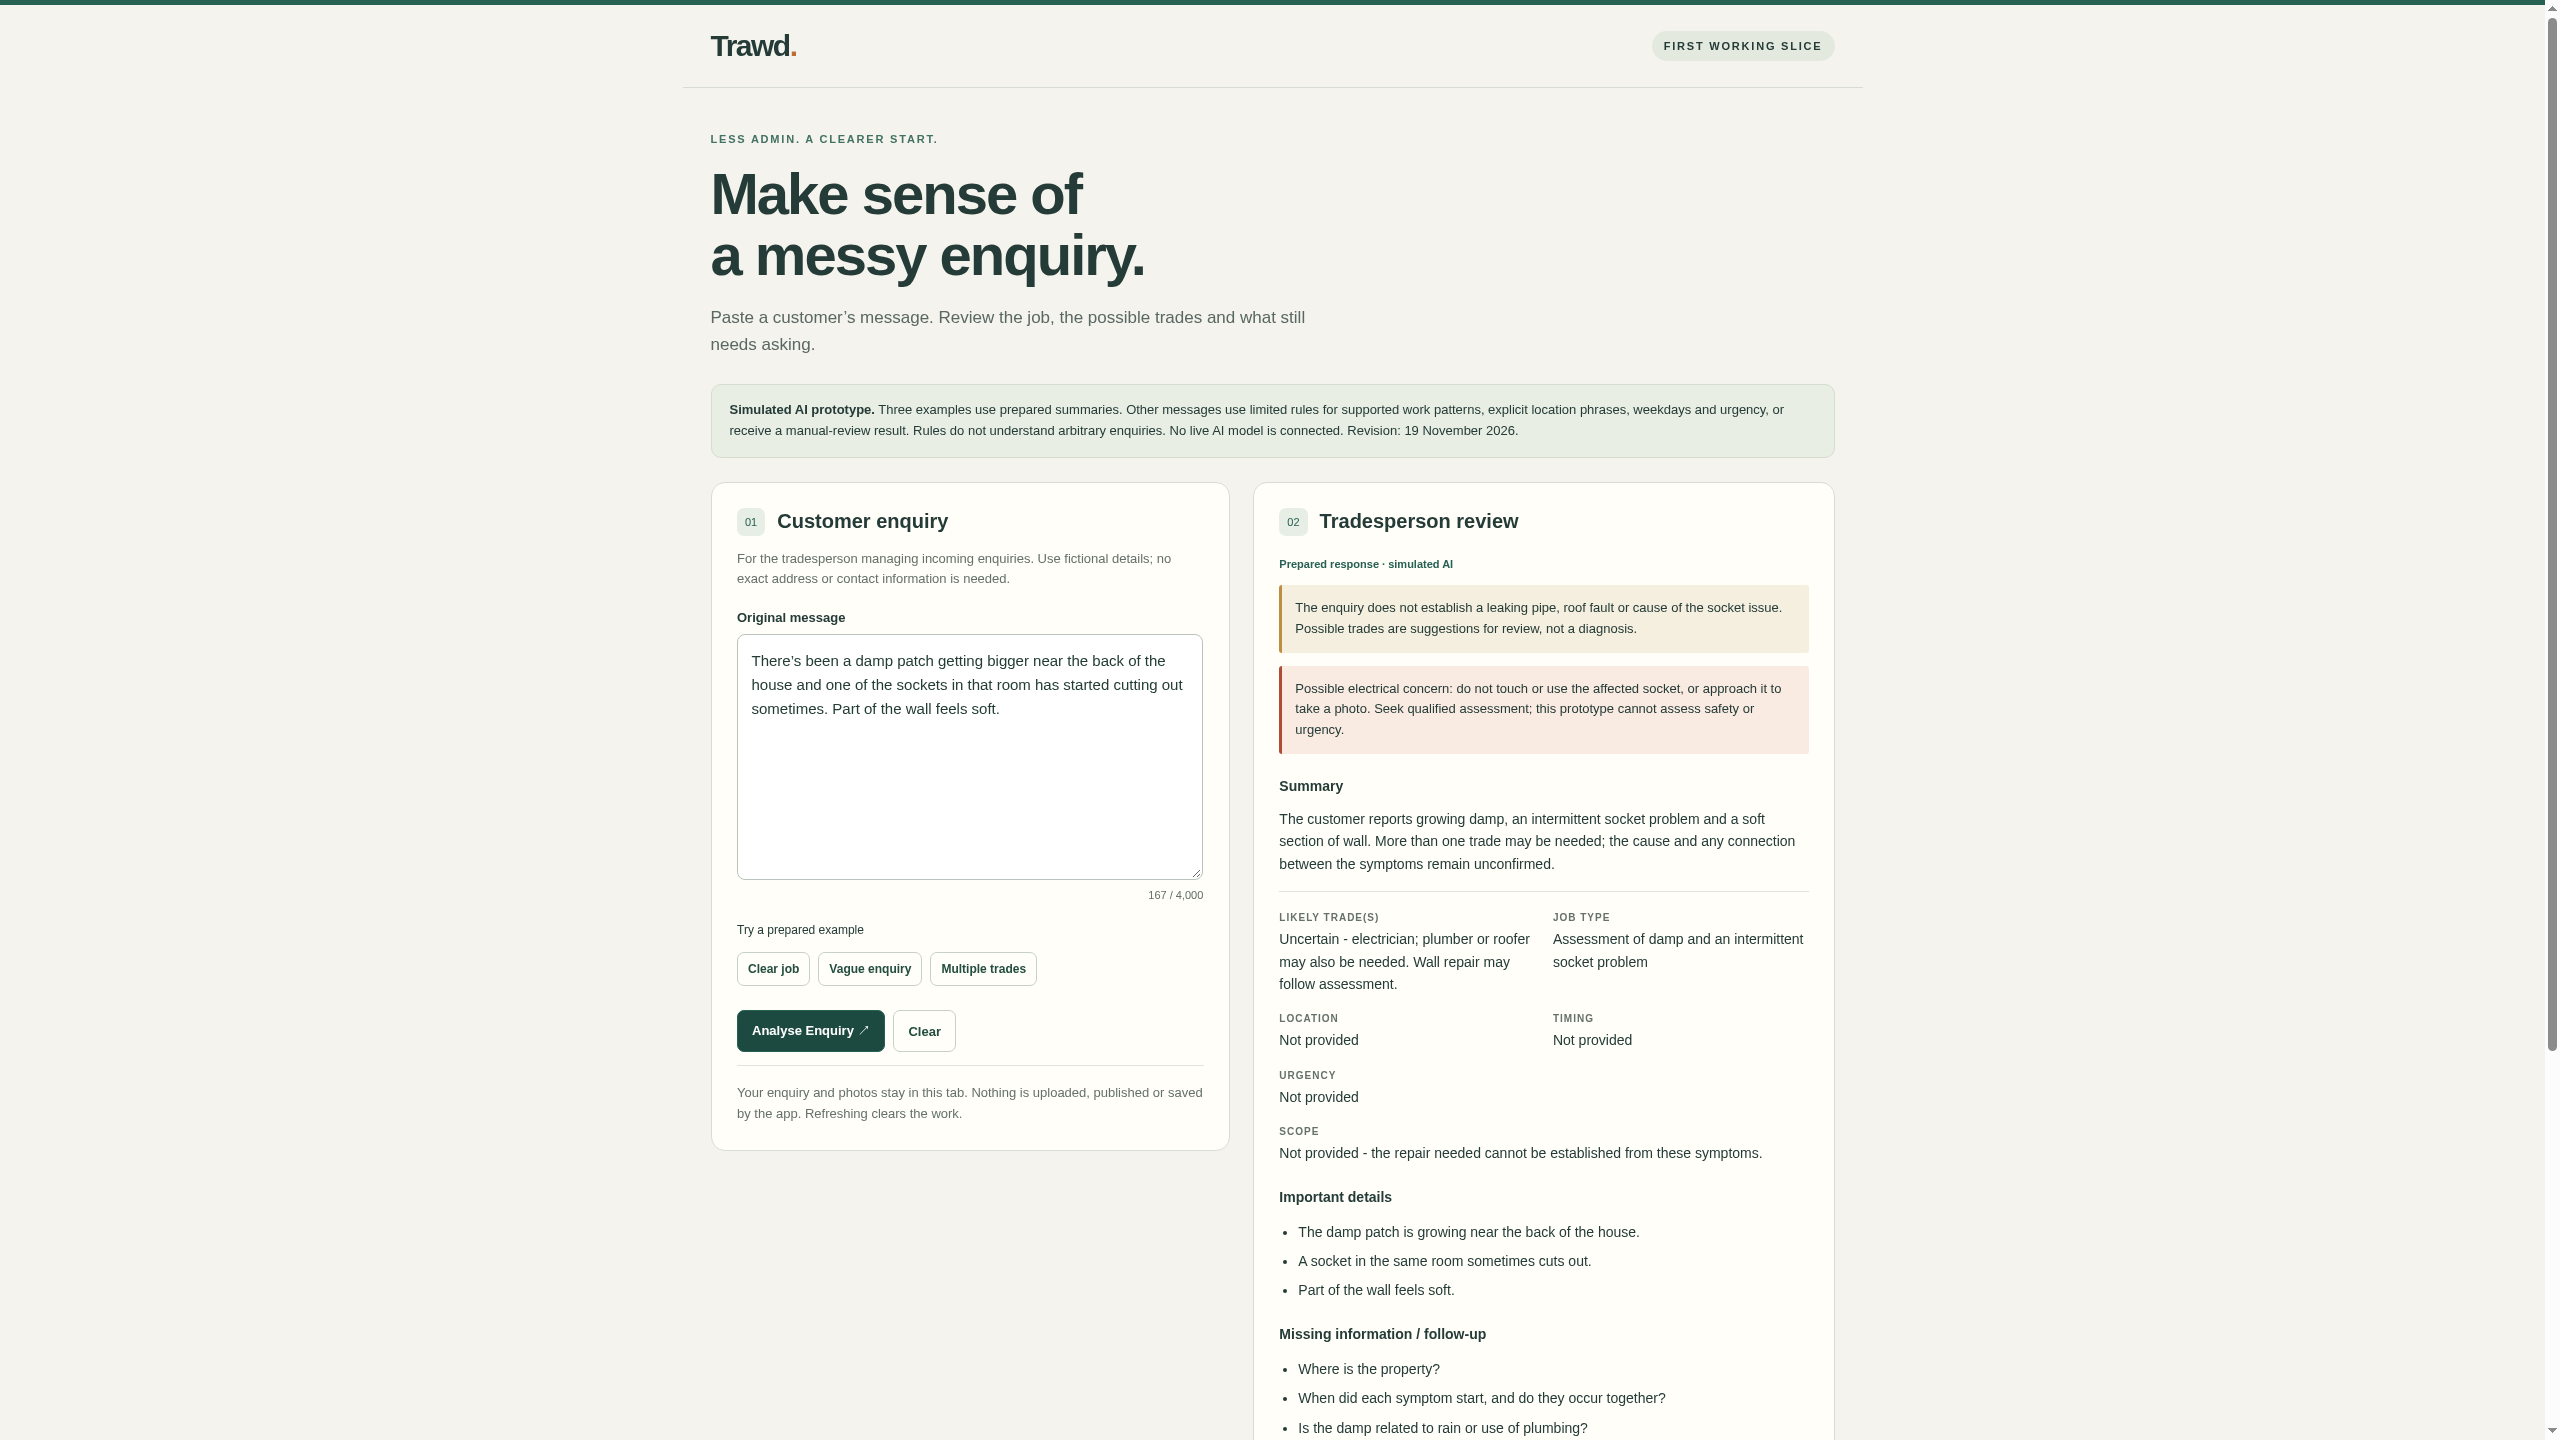 Trawd.
FIRST WORKING SLICE
LESS ADMIN. A CLEARER START.
Make sense of
a messy enquiry.
Paste a customer’s message. Review the job, the possible trades and what still
needs asking.
Simulated AI prototype. Three examples use prepared summaries. Other messages use limited rules for supported work patterns, explicit location phrases, weekdays and urgency, or
receive a manual-review result. Rules do not understand arbitrary enquiries. No live AI model is connected. Revision: 19 November 2026.
01 Customer enquiry
For the tradesperson managing incoming enquiries. Use fictional details; no
exact address or contact information is needed.
Original message
There’s been a damp patch getting bigger near the back of the
house and one of the sockets in that room has started cutting out
sometimes. Part of the wall feels soft.
167 / 4,000
Try a prepared example
Clear job
Vague enquiry
Multiple trades
Analyse Enquiry ↗
Clear
Your enquiry and photos stay in this tab. Nothing is uploaded, published or saved
by the app. Refreshing clears the work.
02 Tradesperson review
Prepared response · simulated AI
The enquiry does not establish a leaking pipe, roof fault or cause of the socket issue.
Possible trades are suggestions for review, not a diagnosis.
Possible electrical concern: do not touch or use the affected socket, or approach it to
take a photo. Seek qualified assessment; this prototype cannot assess safety or
urgency.
Summary
The customer reports growing damp, an intermittent socket problem and a soft
section of wall. More than one trade may be needed; the cause and any connection
between the symptoms remain unconfirmed.
LIKELY TRADE(S)
Uncertain - electrician; plumber or roofer
may also be needed. Wall repair may
follow assessment.
JOB TYPE
Assessment of damp and an intermittent
socket problem
LOCATION
Not provided
TIMING
Not provided
URGENCY
Not provided
SCOPE
Not provided - the repair needed cannot be established from these symptoms.
Important details
• The damp patch is growing near the back of the house.
• A socket in the same room sometimes cuts out.
• Part of the wall feels soft.
Missing information / follow-up
• Where is the property?
• When did each symptom start, and do they occur together?
• Is the damp related to rain or use of plumbing?